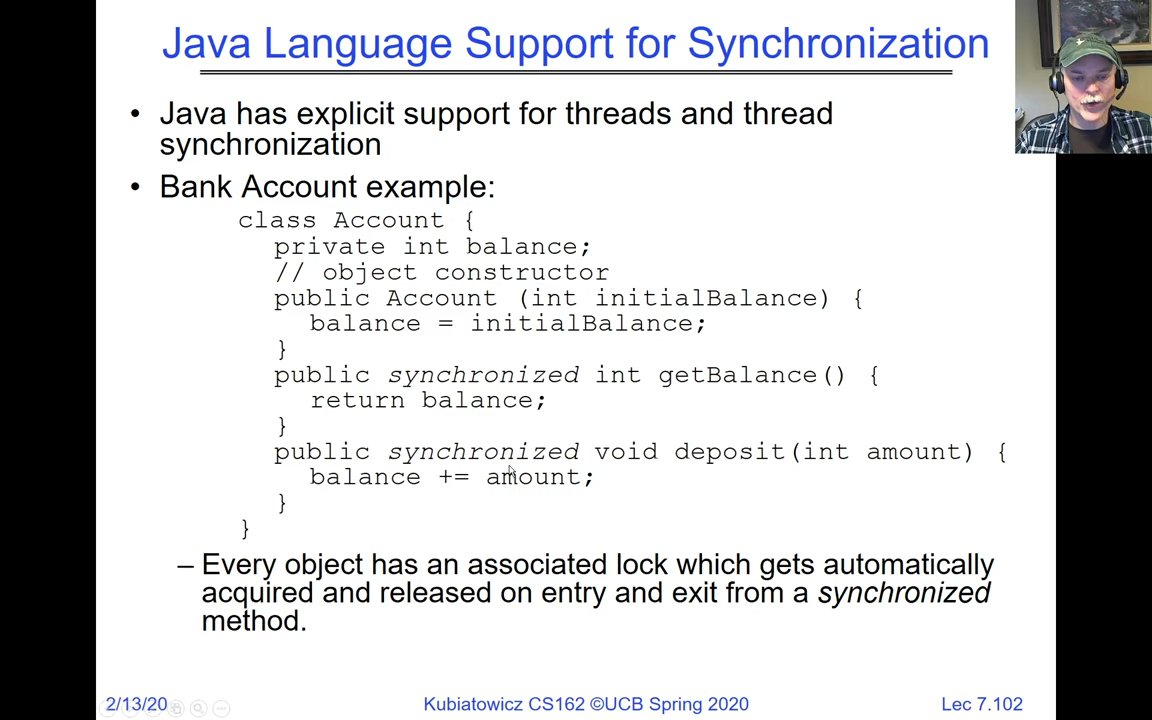 Java Language Support for Synchronization
• Java has explicit support for threads and thread
synchronization
• Bank Account example:
class Account {
private int balance;
// object constructor
public Account (int initialBalance) {
balance = initialBalance;
}
public synchronized int getBalance() {
return balance;
}
public synchronized void deposit(int amount) {
balance += amount;
}
}
– Every object has an associated lock which gets automatically
acquired and released on entry and exit from a synchronized
method.
2/13/20
Kubiatowicz CS162 ©UCB Spring 2020
Lec 7.102